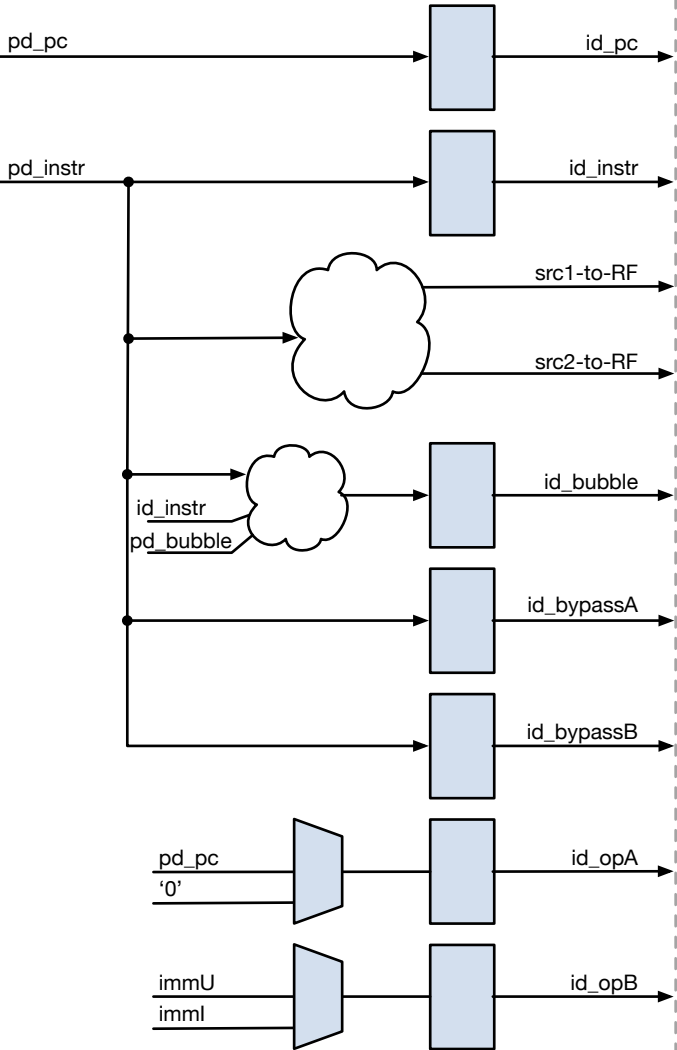 pd_pc
id_pc
pd_instr
id_instr
src1-to-RF
src2-to-RF
id_bubble
id_instr
pd_bubble
id_bypassA
id_bypassB
pd_pc
id_opA
‘0’
immU
id_opB
immI